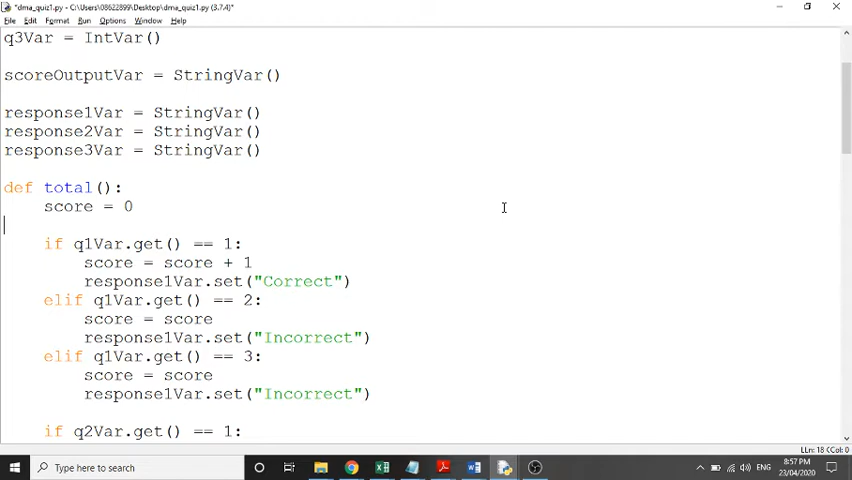 *dma_quiz1.py - C:\Users\08622899\Desktop\dma_quiz1.py (3.7.4)*
File Edit Format Run Options Window Help
q3Var = IntVar()
scoreOutputVar = StringVar()
response1Var = StringVar()
response2Var = StringVar()
response3Var = StringVar()
def total():
score = 0
if q1Var.get() == 1:
score = score + 1
response1Var.set("Correct")
elif q1Var.get() == 2:
score = score
response1Var.set("Incorrect")
elif q1Var.get() == 3:
score = score
response1Var.set("Incorrect")
if q2Var.get() == 1:
LLn: 18 (Col: 0
Type here to search
ENG
8:57 PM
23/04/2020